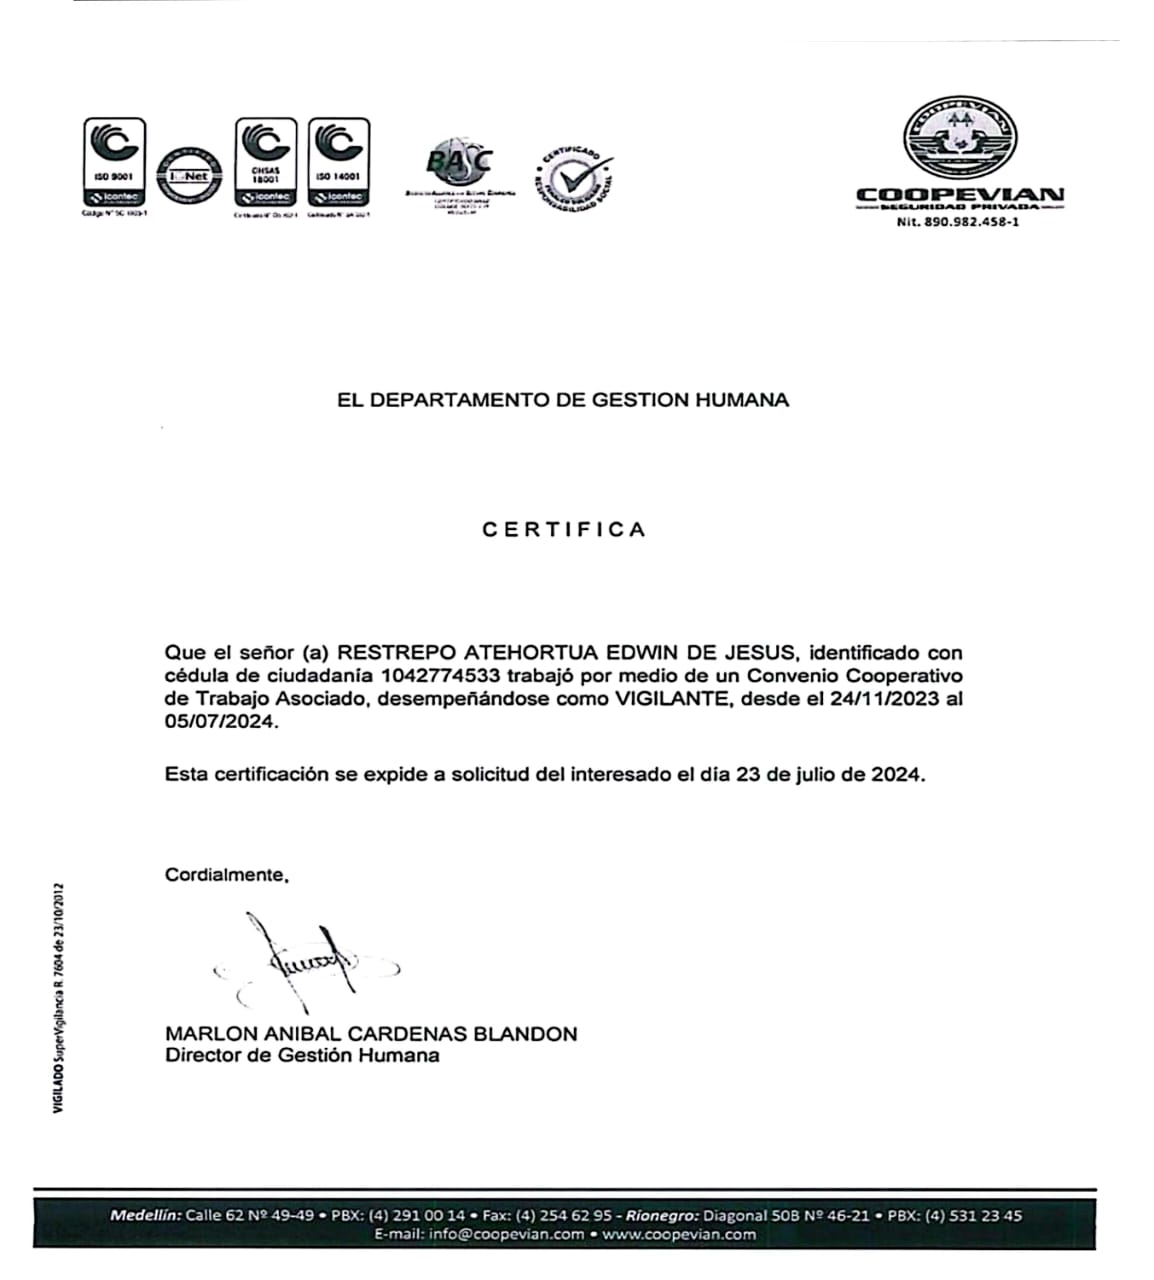 ISO 9001
icontec
IQNet
OHSAS
18001
icontec
ISO 14001
icontec
BASC
CERTIFICADO
RESPONSABILIDAD SOCIAL
COOPEVIAN
COOPEVIAN
SEGURIDAD PRIVADA
Nit. 890.982.458-1
EL DEPARTAMENTO DE GESTION HUMANA
CERTIFICA
Que el señor (a) RESTREPO ATEHORTUA EDWIN DE JESUS, identificado con
cédula de ciudadanía 1042774533 trabajó por medio de un Convenio Cooperativo
de Trabajo Asociado, desempeñándose como VIGILANTE, desde el 24/11/2023 al
05/07/2024.
Esta certificación se expide a solicitud del interesado el día 23 de julio de 2024.
Cordialmente,
MARLON ANIBAL CARDENAS BLANDON
Director de Gestión Humana
VIGILADO SuperVigilancia R. 7604 de 23/10/2012
Medellín: Calle 62 Nº 49-49 • PBX: (4) 291 00 14 • Fax: (4) 254 62 95 - Rionegro: Diagonal 50B Nº 46-21 • PBX: (4) 531 23 45
E-mail: info@coopevian.com • www.coopevian.com